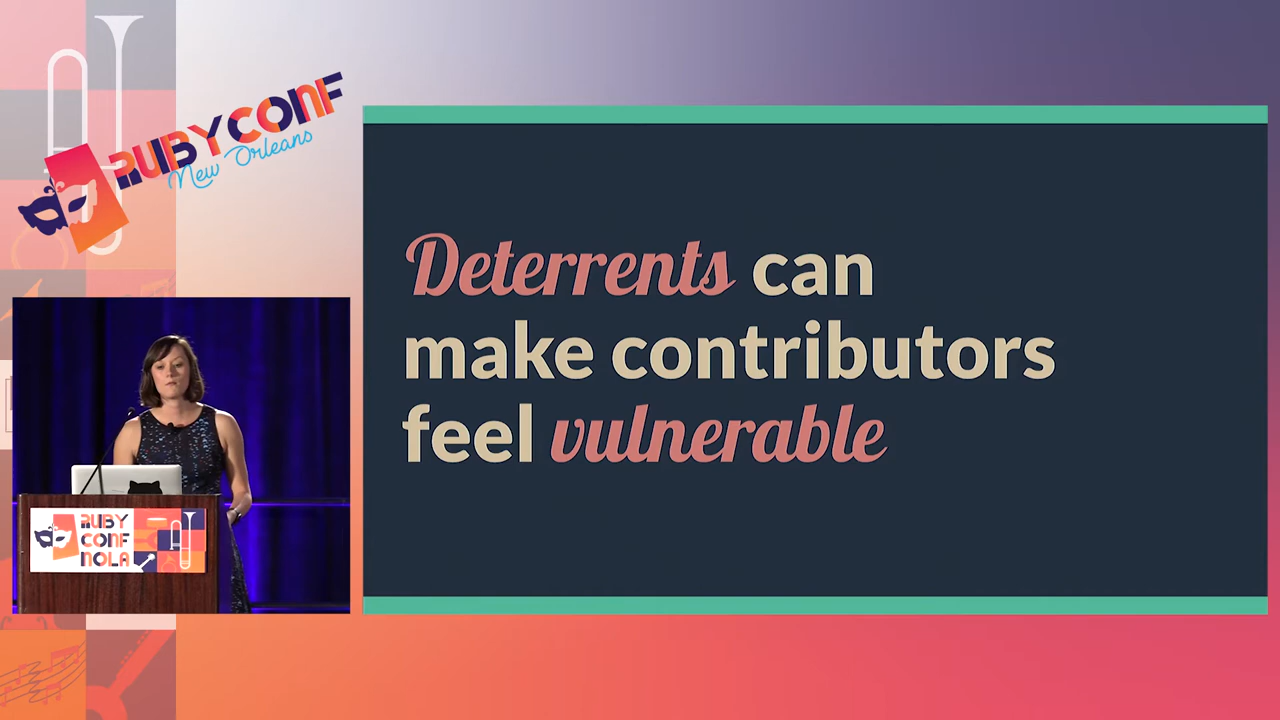 RUBYCONF
New Orleans
Deterrents can
make contributors
feel vulnerable
RUBY
CONF
NOLA